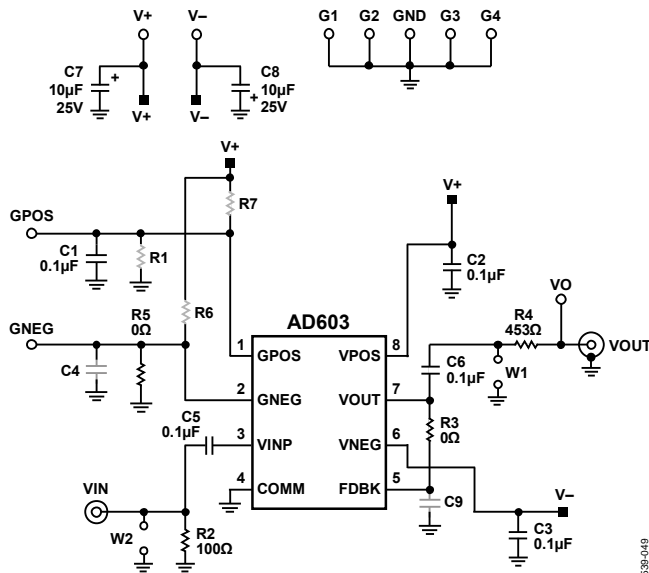 V+ V– G1 G2 GND G3 G4
C7 + C8
10µF 10µF
25V + 25V
V+ V–
V+
R7
GPOS V+
C1 R1 C2
0.1µF 0.1µF
VO
R5 R6 R4
GNEG 0Ω AD603 453Ω
1 GPOS VPOS 8 VOUT
C4 C6 W1
0.1µF
2 GNEG VOUT 7
C5 R3
0.1µF 3 VINP VNEG 6 0Ω
VIN 4 COMM FDBK 5 C9 V–
W2 R2 C3
100Ω 0.1µF